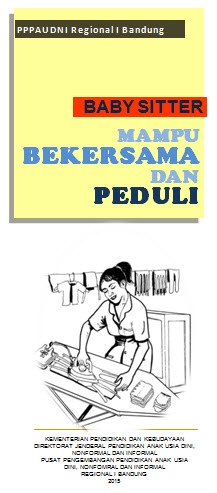 PPPAUDNI Regional I Bandung
BABY SITTER
MAMPU
BEKERSAMA
DAN
PEDULI
KEMENTERIAN PENDIDIKAN DAN KEBUDAYAAN
DIREKTORAT JENDERAL PENDIDIKAN ANAK USIA DINI,
NONFORMAL DAN INFORMAL
PUSAT PENGEMBANGAN PENDIDIKAN ANAK USIA
DINI, NONFOMRAL DAN INFORMAL
REGIONAL I BANDUNG
2015